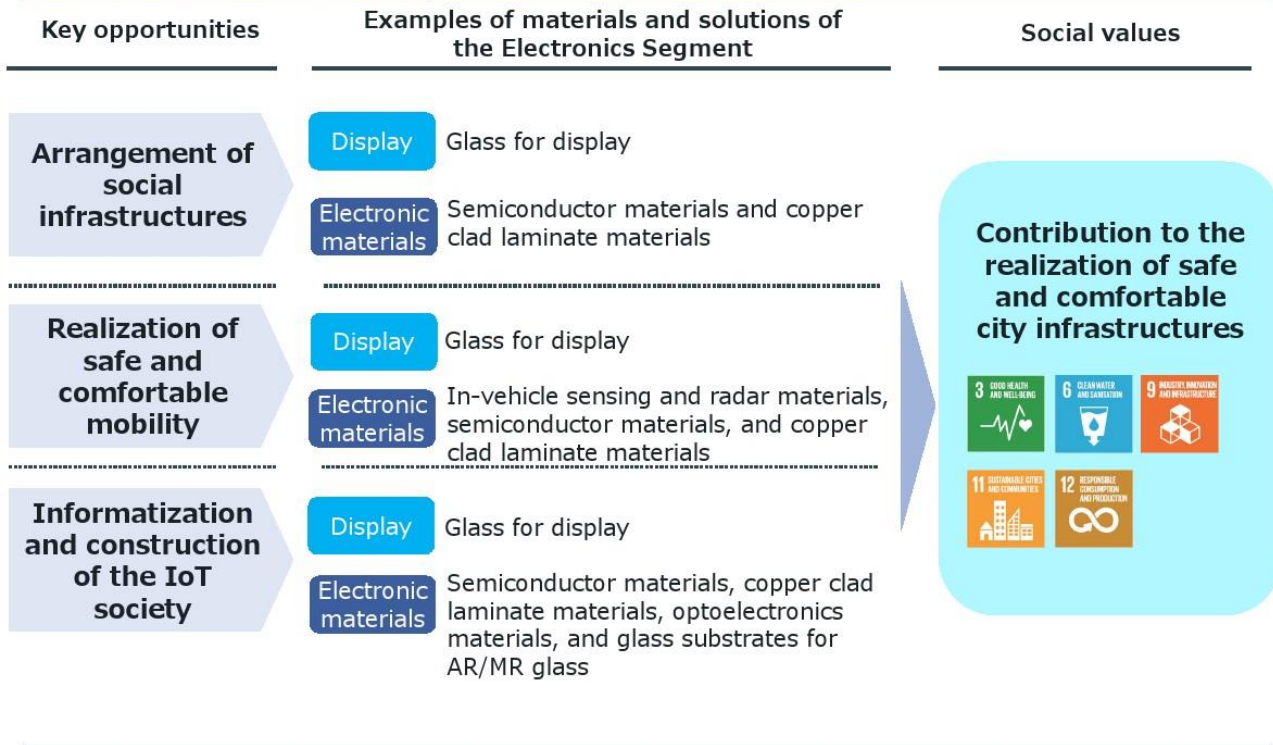 Key opportunities
Examples of materials and solutions of
the Electronics Segment
Social values
Arrangement of
social
infrastructures
Display
Glass for display
Electronic
materials
Semiconductor materials and copper
clad laminate materials
Realization of
safe and
comfortable
mobility
Display
Glass for display
Electronic
materials
In-vehicle sensing and radar materials,
semiconductor materials, and copper
clad laminate materials
Informatization
and construction
of the IoT
society
Display
Glass for display
Electronic
materials
Semiconductor materials, copper clad
laminate materials, optoelectronics
materials, and glass substrates for
AR/MR glass
Contribution to the
realization of safe
and comfortable
city infrastructures
3 GOOD HEALTH
AND WELL-BEING
6 CLEAN WATER
AND SANITATION
9 INDUSTRY, INNOVATION
AND INFRASTRUCTURE
11 SUSTAINABLE CITIES
AND COMMUNITIES
12 RESPONSIBLE
CONSUMPTION
AND PRODUCTION